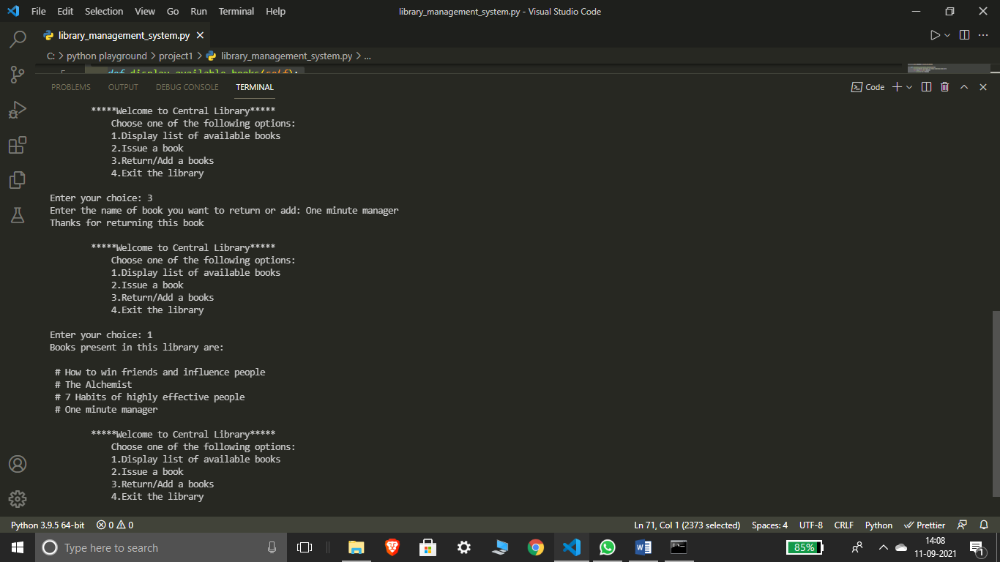 File Edit Selection View Go Run Terminal Help library_management_system.py - Visual Studio Code
library_management_system.py
C: > python playground > project1 > library_management_system.py > ...
5 def display_available_books(self):
PROBLEMS OUTPUT DEBUG CONSOLE TERMINAL Code
*****Welcome to Central Library*****
Choose one of the following options:
1.Display list of available books
2.Issue a book
3.Return/Add a books
4.Exit the library
Enter your choice: 3
Enter the name of book you want to return or add: One minute manager
Thanks for returning this book
*****Welcome to Central Library*****
Choose one of the following options:
1.Display list of available books
2.Issue a book
3.Return/Add a books
4.Exit the library
Enter your choice: 1
Books present in this library are:
# How to win friends and influence people
# The Alchemist
# 7 Habits of highly effective people
# One minute manager
*****Welcome to Central Library*****
Choose one of the following options:
1.Display list of available books
2.Issue a book
3.Return/Add a books
4.Exit the library
Python 3.9.5 64-bit 0 0 Ln 71, Col 1 (2373 selected) Spaces: 4 UTF-8 CRLF Python Prettier
Type here to search 85% 14:08
11-09-2021 1